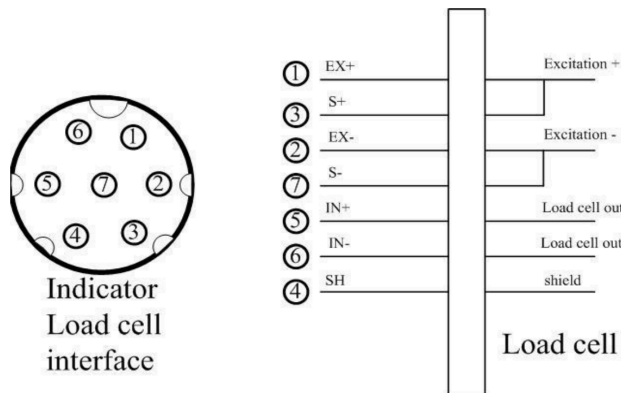 6
1
5
7
2
4
3
Indicator
Load cell
interface
1 EX+ Excitation +
3 S+
2 EX- Excitation -
7 S-
5 IN+ Load cell out
6 IN- Load cell out
4 SH shield
Load cell